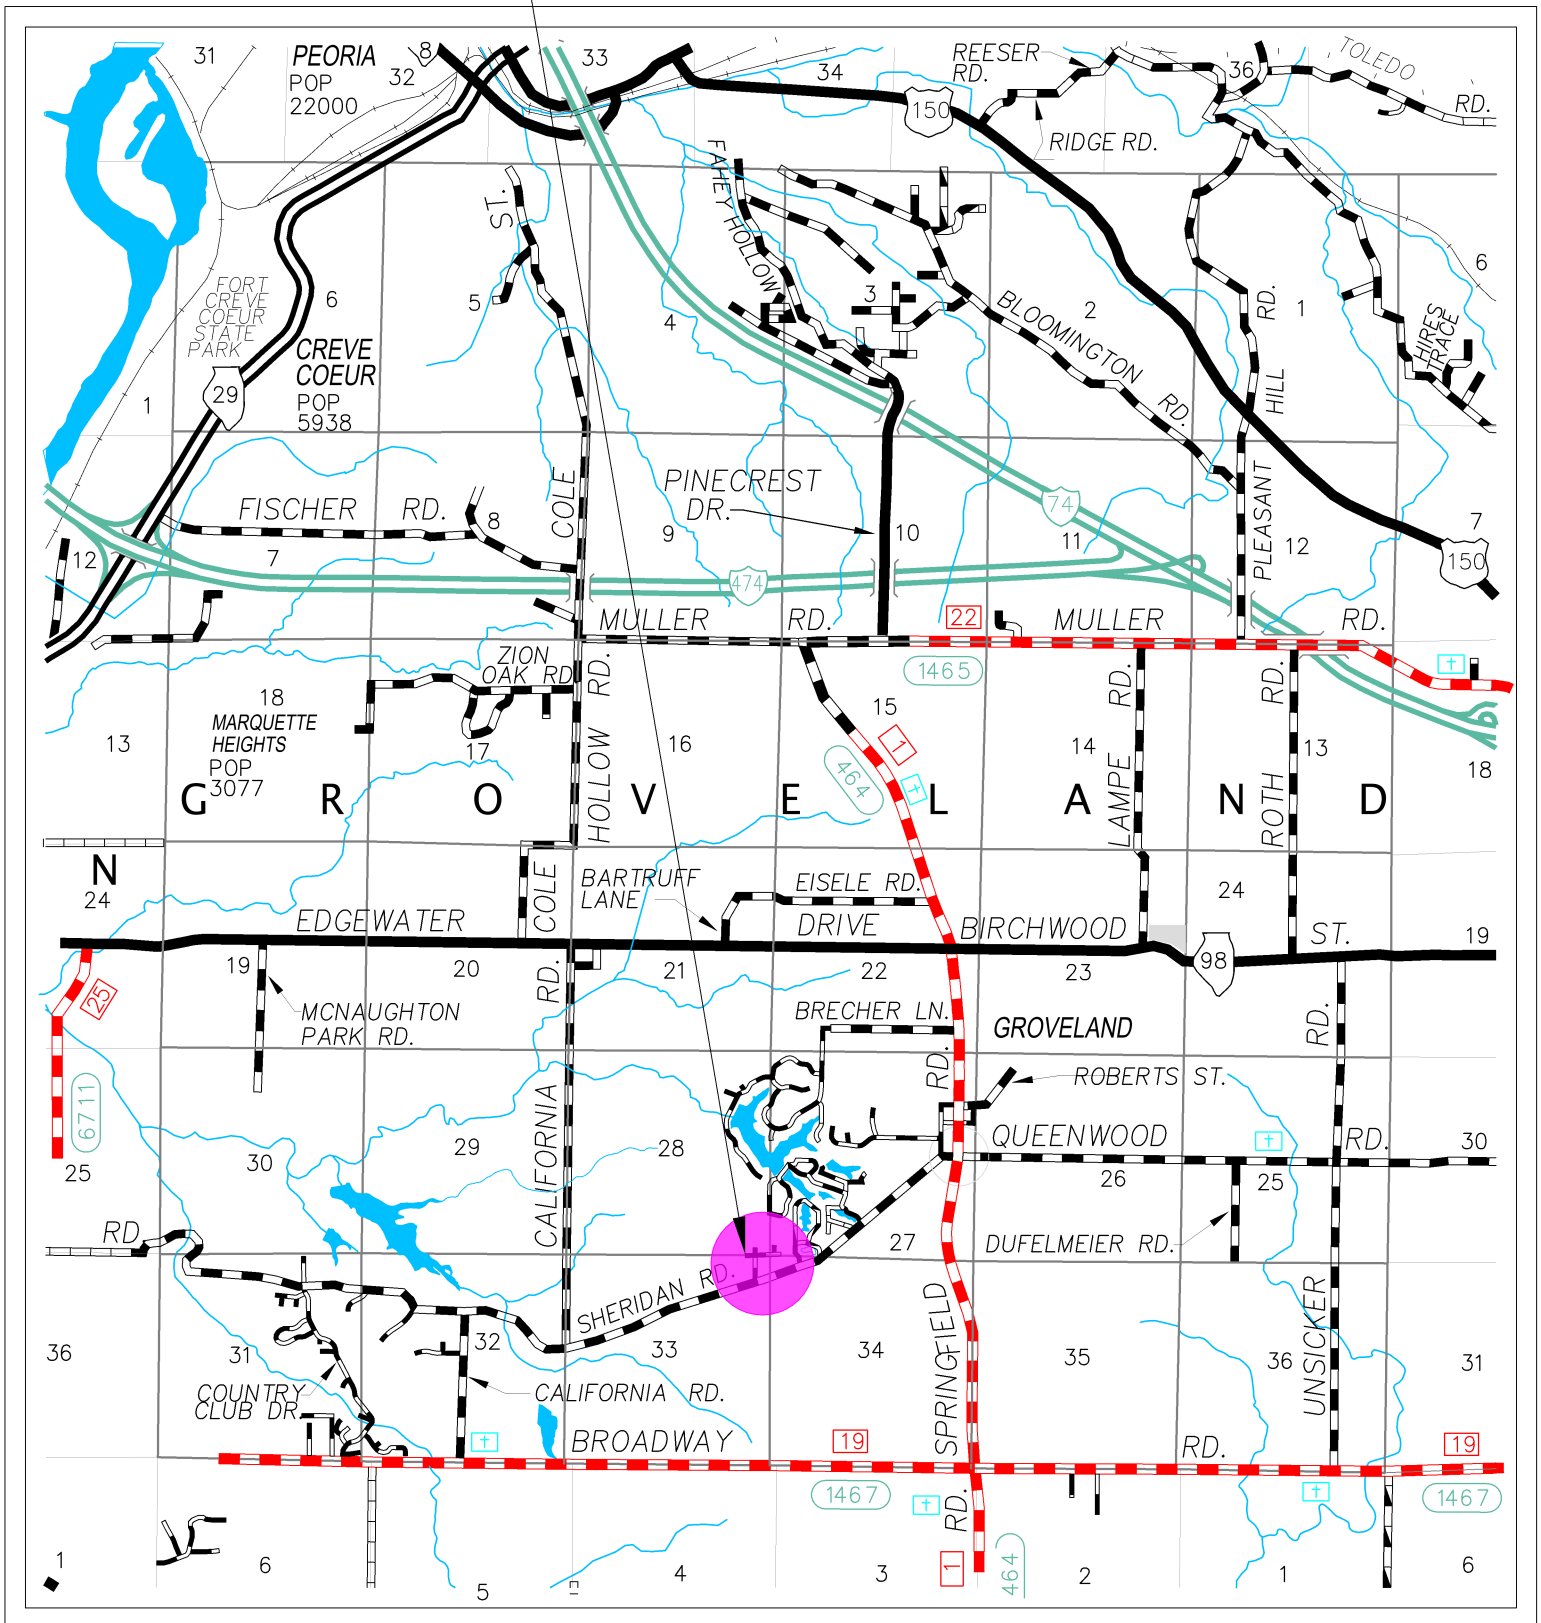 31
PEORIA
POP
22000
32
8
33
34
REESER
RD.
36
TOLEDO
RD.
150
RIDGE RD.
FAHEY HOLLOW
ST.
FORT
CREVE
COEUR
STATE
PARK
6
5
4
3
2
1
6
BLOOMINGTON
RD.
RD.
HILL
HIRES
TRACE
CREVE
COEUR
POP
5938
29
1
FISCHER RD.
8
COLE
PINECREST
DR.
9
10
74
11
PLEASANT
12
7
150
12
7
474
MULLER RD.
22
MULLER RD.
1465
ZION
OAK RD
RD.
18
MARQUETTE
HEIGHTS
POP
3077
13
17
16
15
1
464
14
LAMPE RD.
ROTH RD.
13
18
HOLLOW
G R O V E L A N D
N
24
COLE
BARTRUFF
LANE
EISELE RD.
24
EDGEWATER DRIVE
BIRCHWOOD ST.
98
19
25
19
20
RD.
21
22
23
MCNAUGHTON
PARK RD.
BRECHER LN.
GROVELAND
RD.
RD.
ROBERTS ST.
6711
CALIFORNIA
29
28
QUEENWOOD RD.
30
25
30
26
25
RD.
27
DUFELMEIER RD.
SHERIDAN RD.
SPRINGFIELD
UNSICKER
36
31
32
33
34
35
36
31
COUNTRY
CLUB DR.
CALIFORNIA RD.
BROADWAY
19
RD.
19
1467
1467
RD.
1
464
1
6
5
4
3
2
1
6